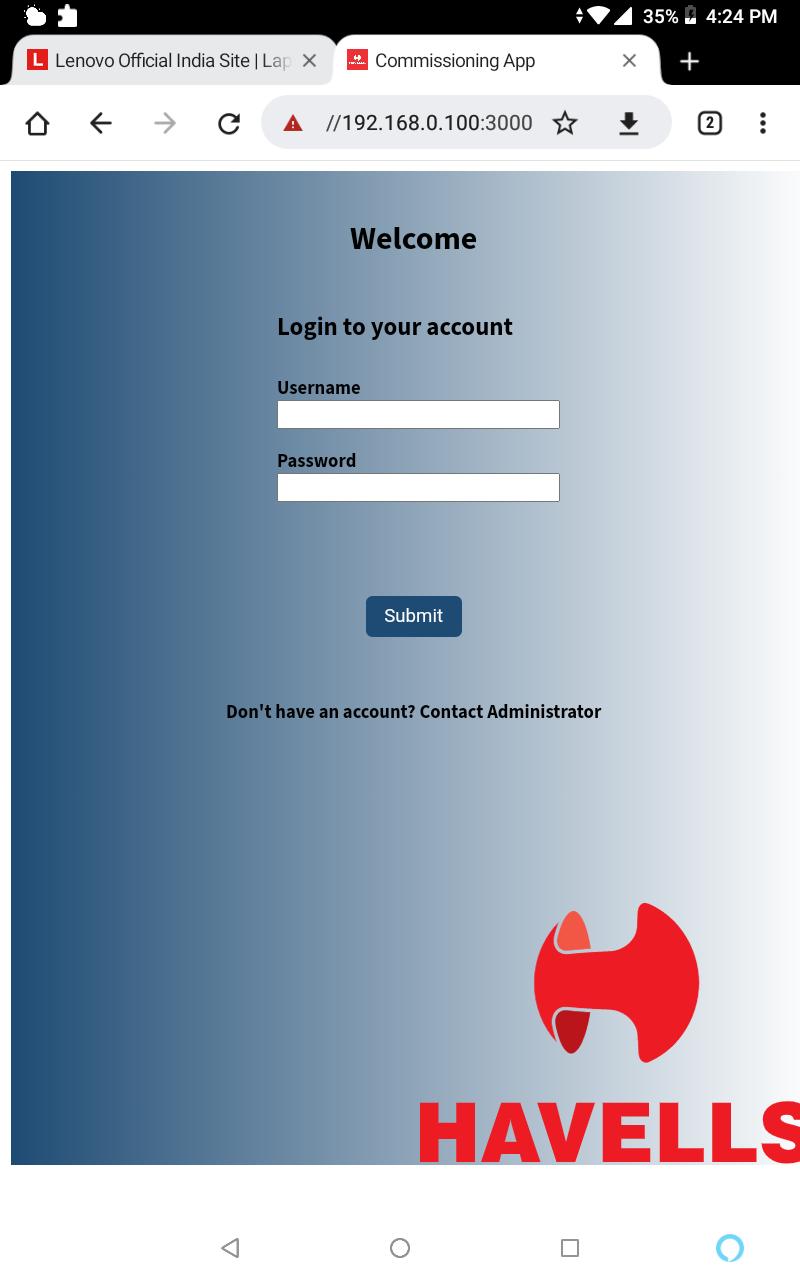 35% 4:24 PM
L Lenovo Official India Site | Lap
Commissioning App
//192.168.0.100:3000
2
Welcome
Login to your account
Username
Password
Submit
Don't have an account? Contact Administrator
HAVELLS